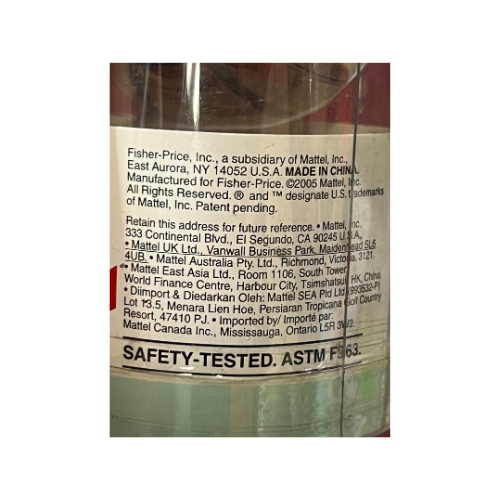 Fisher-Price, Inc., a subsidiary of Mattel, Inc.,
East Aurora, NY 14052 U.S.A. MADE IN CHINA.
Manufactured for Fisher-Price. ©2005 Mattel, Inc.
All Rights Reserved. ® and ™ designate U.S. trademarks
of Mattel, Inc. Patent pending.
Retain this address for future reference. • Mattel, Inc.
333 Continental Blvd., El Segundo, CA 90245 U.S.A.
• Mattel UK Ltd., Vanwall Business Park, Maidenhead SL6
4UB. • Mattel Australia Pty. Ltd., Richmond, Victoria. 3121.
• Mattel East Asia Ltd., Room 1106, South Tower,
World Finance Centre, Harbour City, Tsimshatsui, HK, China.
• Diimport & Diedarkan Oleh: Mattel SEA Ptd Ltd. (993532-P)
Lot 13.5, Menara Lien Hoe, Persiaran Tropicana Golf Country
Resort, 47410 PJ. • Imported by/ Importé par:
Mattel Canada Inc., Mississauga, Ontario L5R 3W2.
SAFETY-TESTED. ASTM F963.